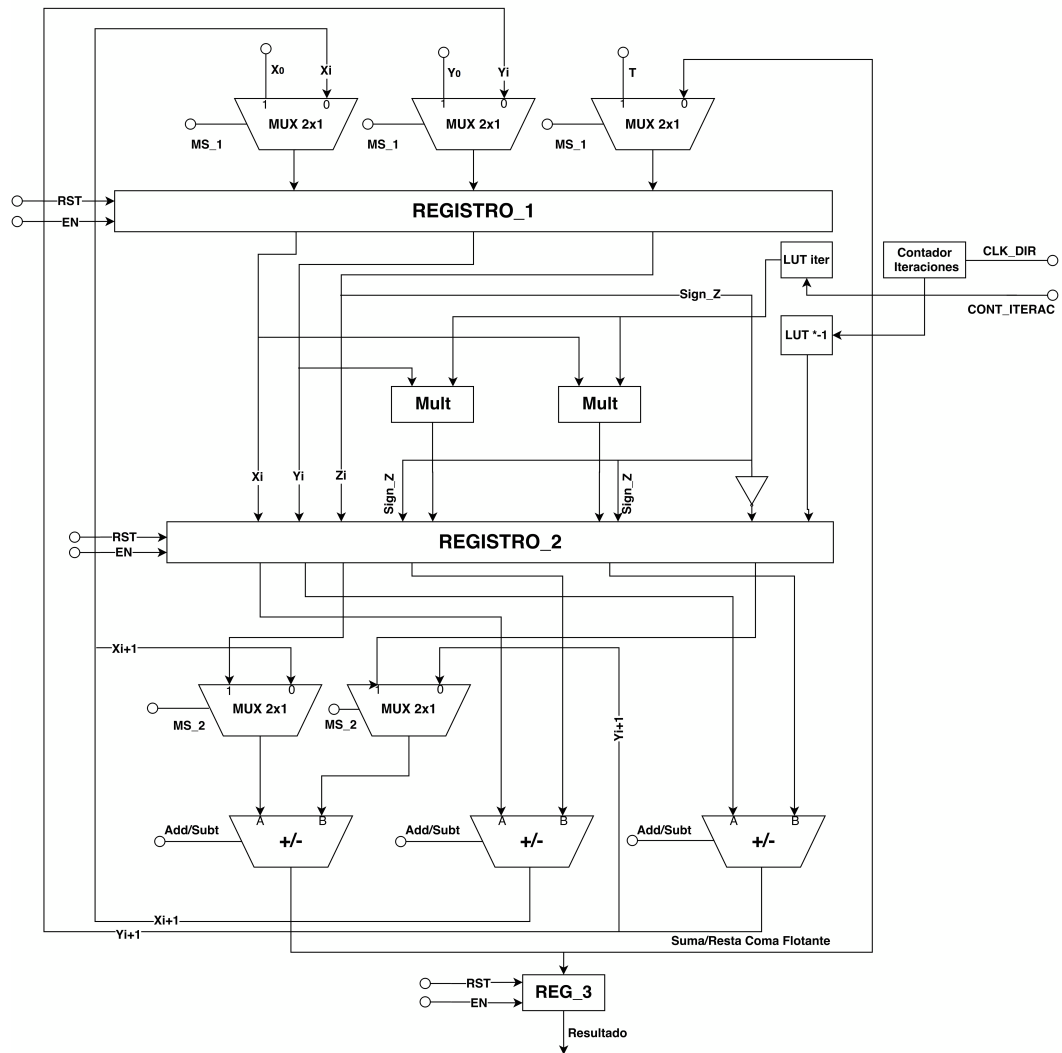 X0
Xi
Y0
Yi
T
1
0
1
0
1
0
MUX 2x1
MUX 2x1
MUX 2x1
MS_1
MS_1
MS_1
RST
EN
REGISTRO_1
LUT iter
Contador
Iteraciones
CLK_DIR
Sign_Z
CONT_ITERAC
LUT *-1
Mult
Mult
Xi
Yi
Zi
Sign_Z
Sign_Z
RST
EN
REGISTRO_2
Xi+1
1
0
1
0
MUX 2x1
MUX 2x1
MS_2
MS_2
Yi+1
A
B
A
B
A
B
Add/Subt
Add/Subt
Add/Subt
+/-
+/-
+/-
Xi+1
Yi+1
Suma/Resta Coma Flotante
RST
EN
REG_3
Resultado